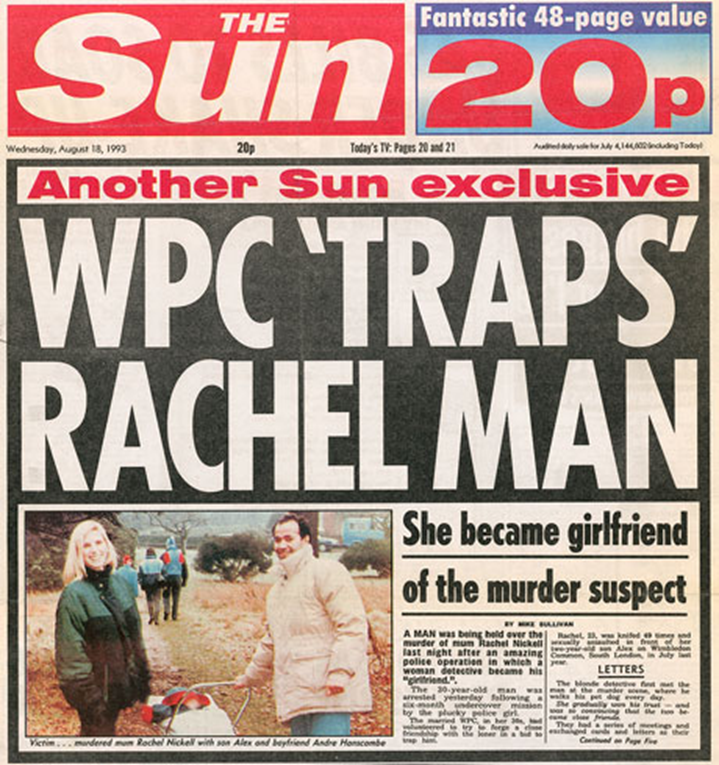 THE
Sun
Fantastic 48-page value
20p
Wednesday, August 18, 1993
20p
Today's TV: Pages 20 and 21
Audited daily sale for July 4,144,602 (including Today)
Another Sun exclusive
WPC 'TRAPS'
RACHEL MAN
She became girlfriend
of the murder suspect
BY MIKE SULLIVAN
A MAN was being held over the
murder of mum Rachel Nickell
last night after an amazing
police operation in which a
woman detective became his
"girlfriend.".
The 30-year-old man was
arrested yesterday following a
six-month undercover mission
by the plucky police girl.
The married WPC, in her 30s, had
volunteered to try to forge a close
friendship with the loner in a bid to
trap him.
Rachel, 23, was knifed 49 times and
sexually assaulted in front of her
two-year-old son Alex on Wimbledon
Common, South London, in July last
year.
LETTERS
The blonde detective first met the
man at the murder scene, where he
walks his pet dog every day.
She gradually won his trust — and
was so convincing that the two be-
came close friends.
They had a series of meetings and
exchanged cards and letters as their
Continued on Page Five
Victim . . . murdered mum Rachel Nickell with son Alex and boyfriend Andre Hanscombe